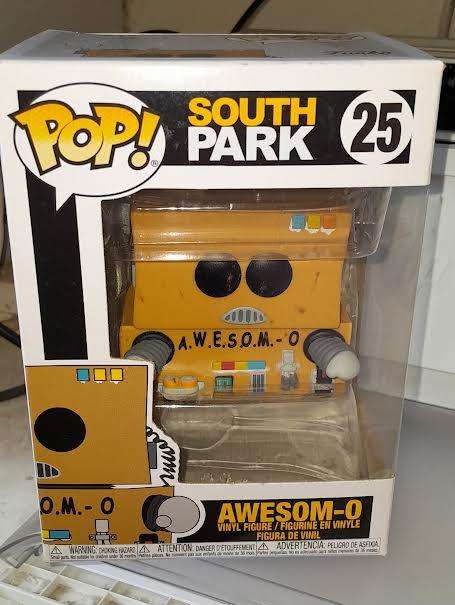 POP!
SOUTH
PARK
25
A.W.E.S.O.M.-O
O.M.-O
AWESOM-O
VINYL FIGURE / FIGURINE EN VINYLE
FIGURA DE VINIL
WARNING: CHOKING HAZARD
ATTENTION: DANGER D'ÉTOUFFEMENT
ADVERTENCIA: PELIGRO DE ASFIXIA